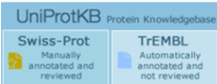 UniProtKB Protein Knowledgebase
Swiss-Prot TrEMBL
Manually Automatically
annotated and annotated and
reviewed not reviewed